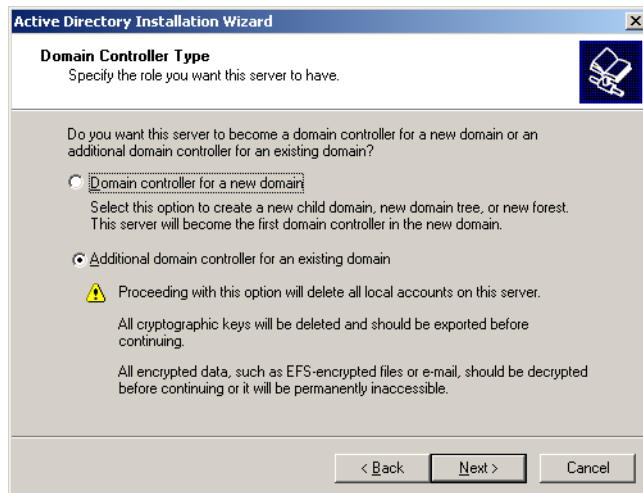 Active Directory Installation Wizard
Domain Controller Type
Specify the role you want this server to have.
Do you want this server to become a domain controller for a new domain or an
additional domain controller for an existing domain?
Domain controller for a new domain
Select this option to create a new child domain, new domain tree, or new forest.
This server will become the first domain controller in the new domain.
Additional domain controller for an existing domain
Proceeding with this option will delete all local accounts on this server.
All cryptographic keys will be deleted and should be exported before
continuing.
All encrypted data, such as EFS-encrypted files or e-mail, should be decrypted
before continuing or it will be permanently inaccessible.
< Back
Next >
Cancel